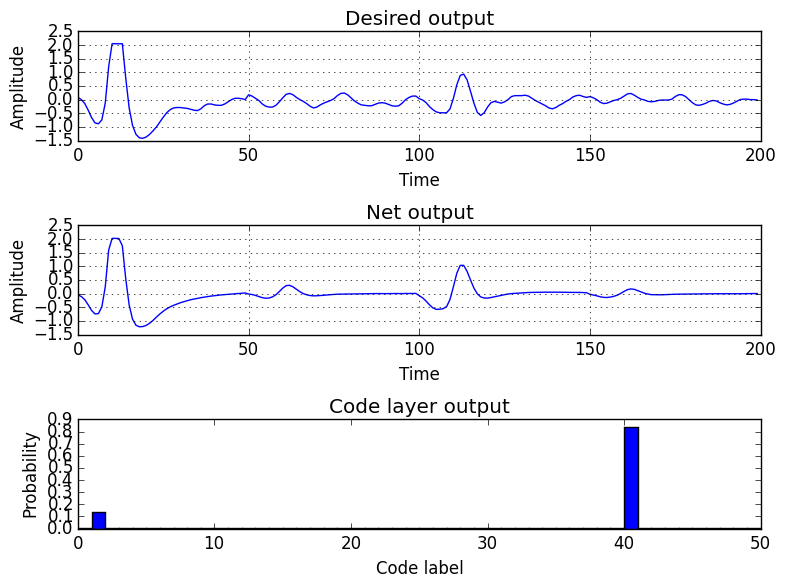 Desired output
2.5
2.0
1.5
1.0
0.5
0.0
−0.5
−1.0
−1.5
Amplitude
0 50 100 150 200
Time
Net output
2.5
2.0
1.5
1.0
0.5
0.0
−0.5
−1.0
−1.5
Amplitude
0 50 100 150 200
Time
Code layer output
0.9
0.8
0.7
0.6
0.5
0.4
0.3
0.2
0.1
0.0
Probability
0 10 20 30 40 50
Code label